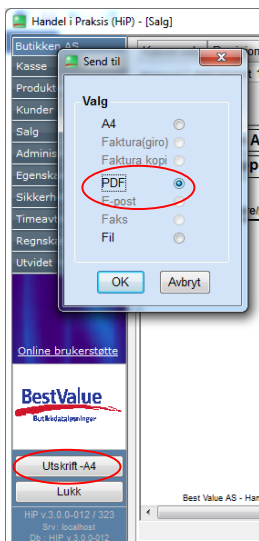 Handel i Praksis (HiP) - [Salg]
Butikken AS
Kasse
Send til
Produkt
Valg
Kunder
A4
Salg
Faktura(giro)
Adminis
Faktura kopi
Egenska
PDF
Sikkerh
E-post
Timeavt
Faks
Regnska
Fil
Utvidet
OK
Avbryt
Online brukerstøtte
BestValue
Butikkdataløsninger
Utskrift -A4
Lukk
Best Value AS - Han
HiP v.3.0.0-012 / 323
Srv: localhost
Db : HIP v.3.0.0-012